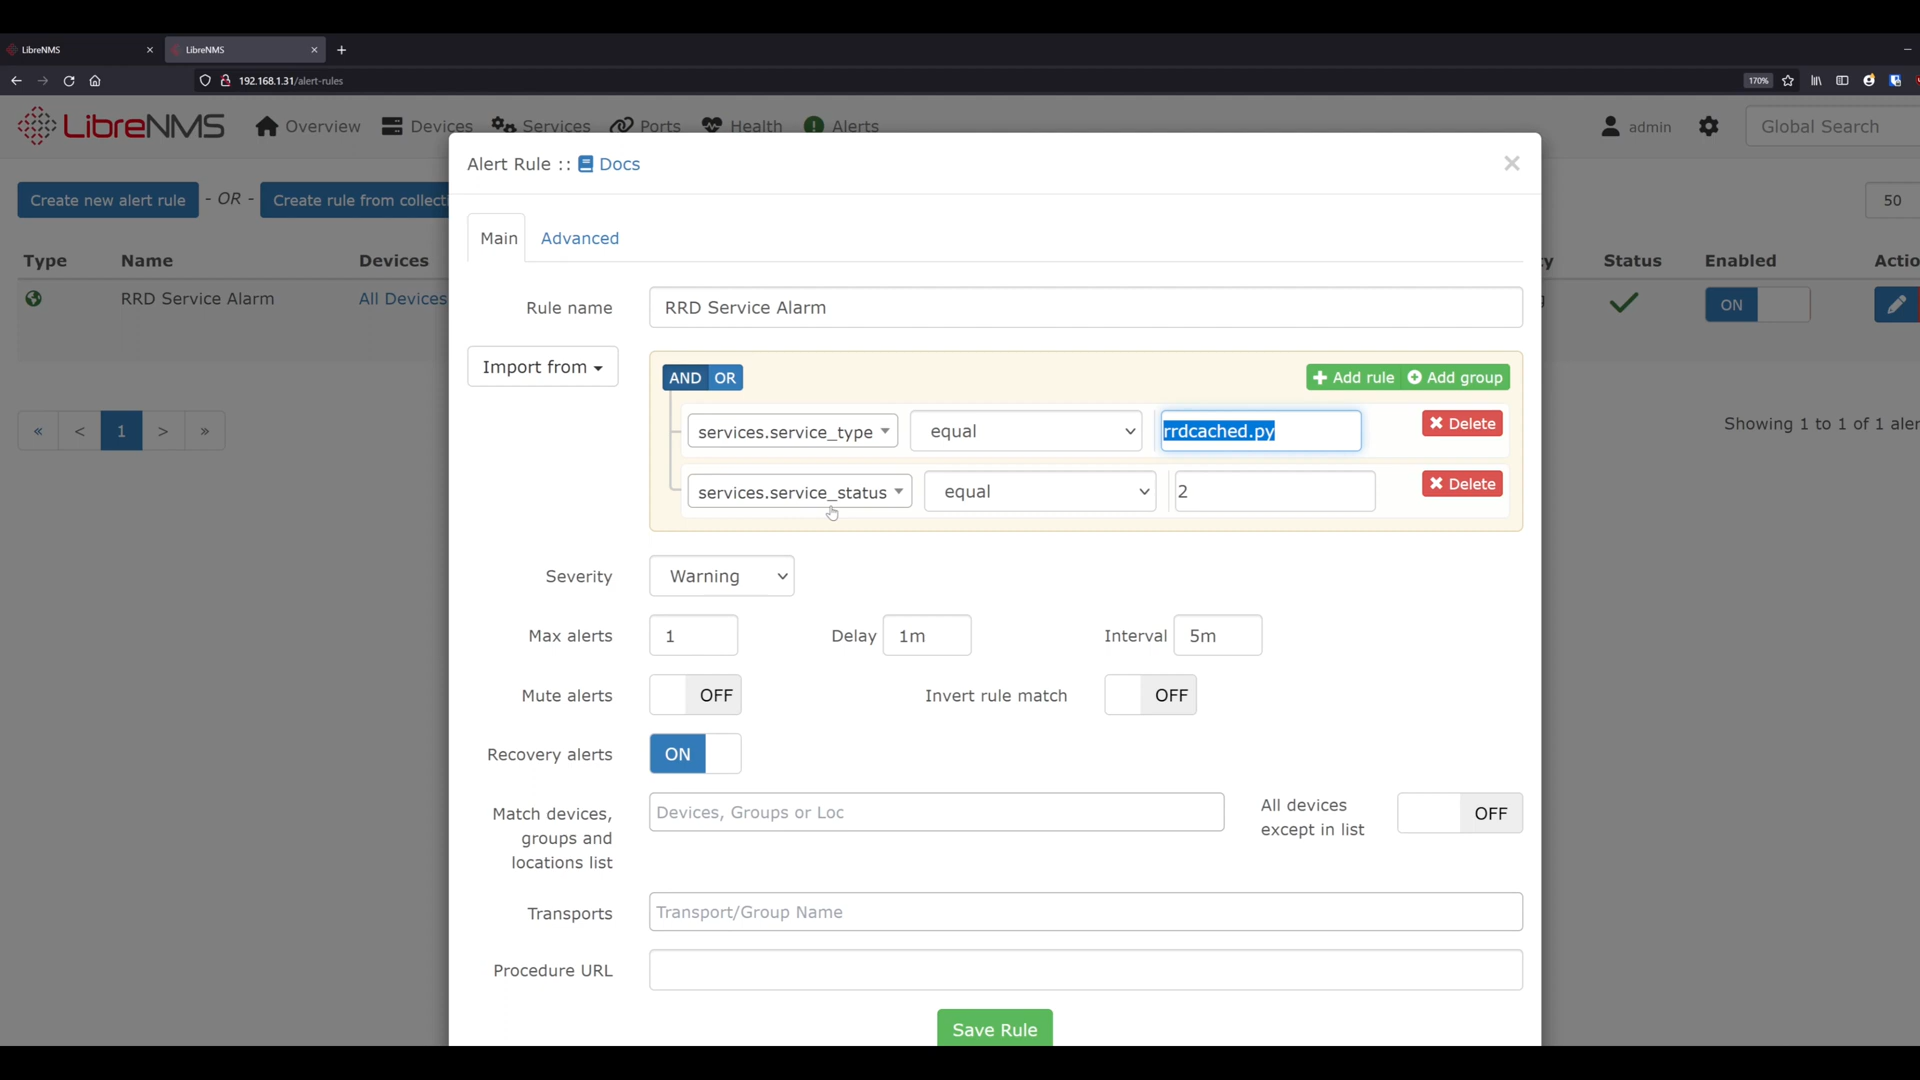 LibreNMS
LibreNMS
192.168.1.31/alert-rules
170%
LibreNMS Overview Devices Services Ports Health Alerts admin Global Search
Alert Rule :: Docs
Create new alert rule - OR - Create rule from collecti
50
Main Advanced
Type Name Devices y Status Enabled Actio
RRD Service Alarm All Devices ON
Rule name RRD Service Alarm
Import from
AND OR Add rule Add group
services.service_type equal rrdcached.py Delete
services.service_status equal 2 Delete
« < 1 > »
Showing 1 to 1 of 1 aler
Severity Warning
Max alerts 1 Delay 1m Interval 5m
Mute alerts OFF Invert rule match OFF
Recovery alerts ON
Match devices, groups and locations list Devices, Groups or Loc All devices except in list OFF
Transports Transport/Group Name
Procedure URL
Save Rule